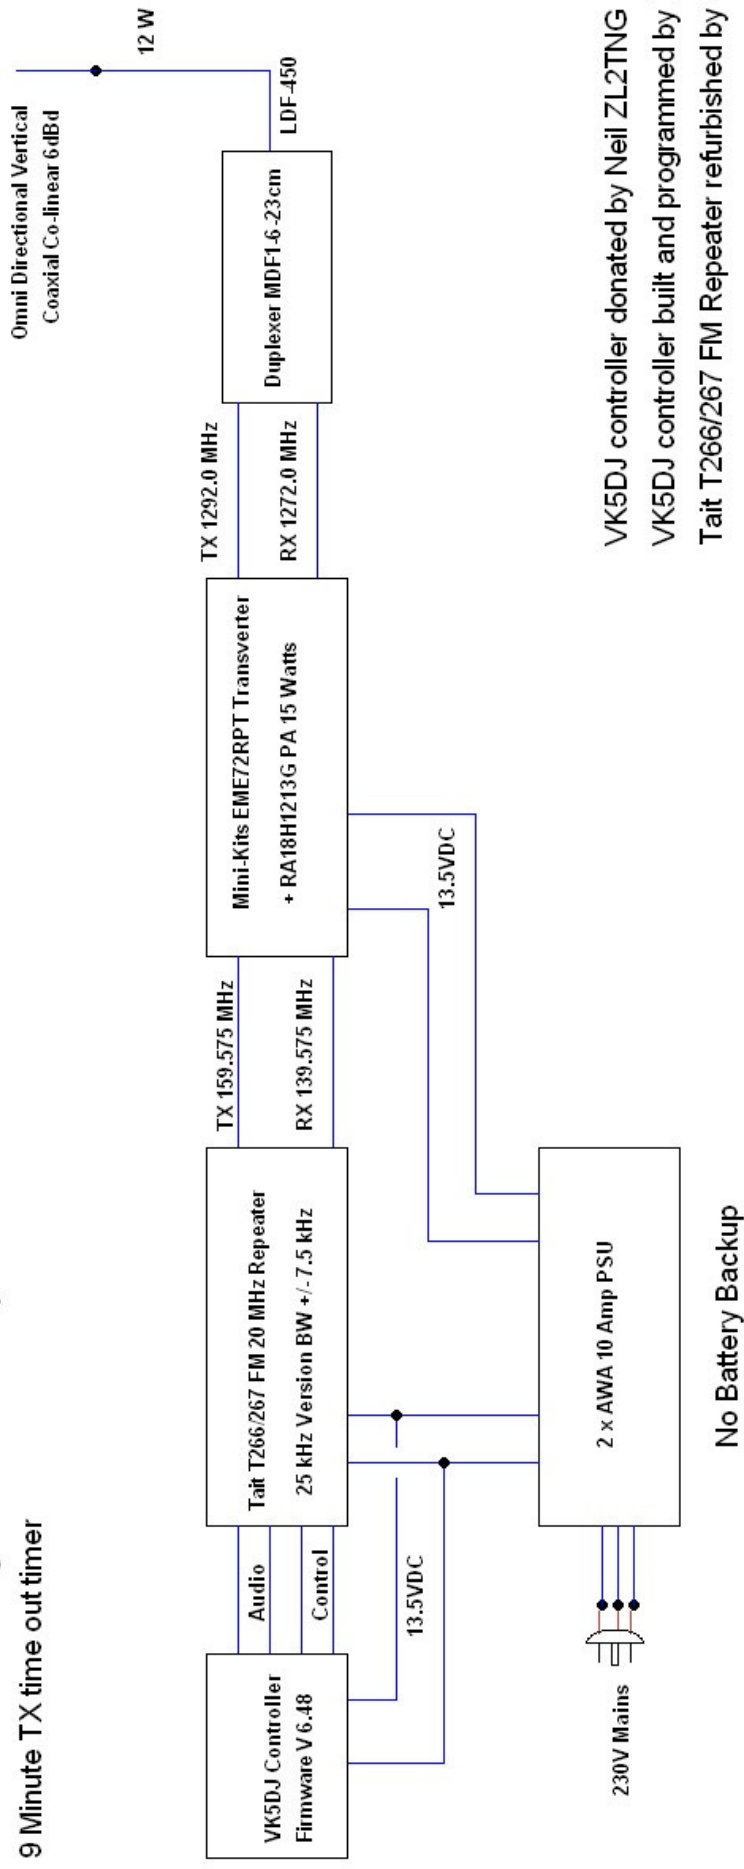 9 Minute TX time out timer
Omni Directional Vertical
Coaxial Co-linear 6dBd
12 W
LDF-450
VK5DJ Controller
Firmware V 6.48
Audio
Control
Tait T266/267 FM 20 MHz Repeater
25 kHz Version BW +/- 7.5 kHz
TX 159.575 MHz
RX 139.575 MHz
Mini-Kits EME72RPT Transverter
+ RA18H1213G PA 15 Watts
TX 1292.0 MHz
RX 1272.0 MHz
Duplexer MDF1-6-23cm
13.5VDC
13.5VDC
230V Mains
2 x AWA 10 Amp PSU
No Battery Backup
VK5DJ controller donated by Neil ZL2TNG
VK5DJ controller built and programmed by
Tait T266/267 FM Repeater refurbished by